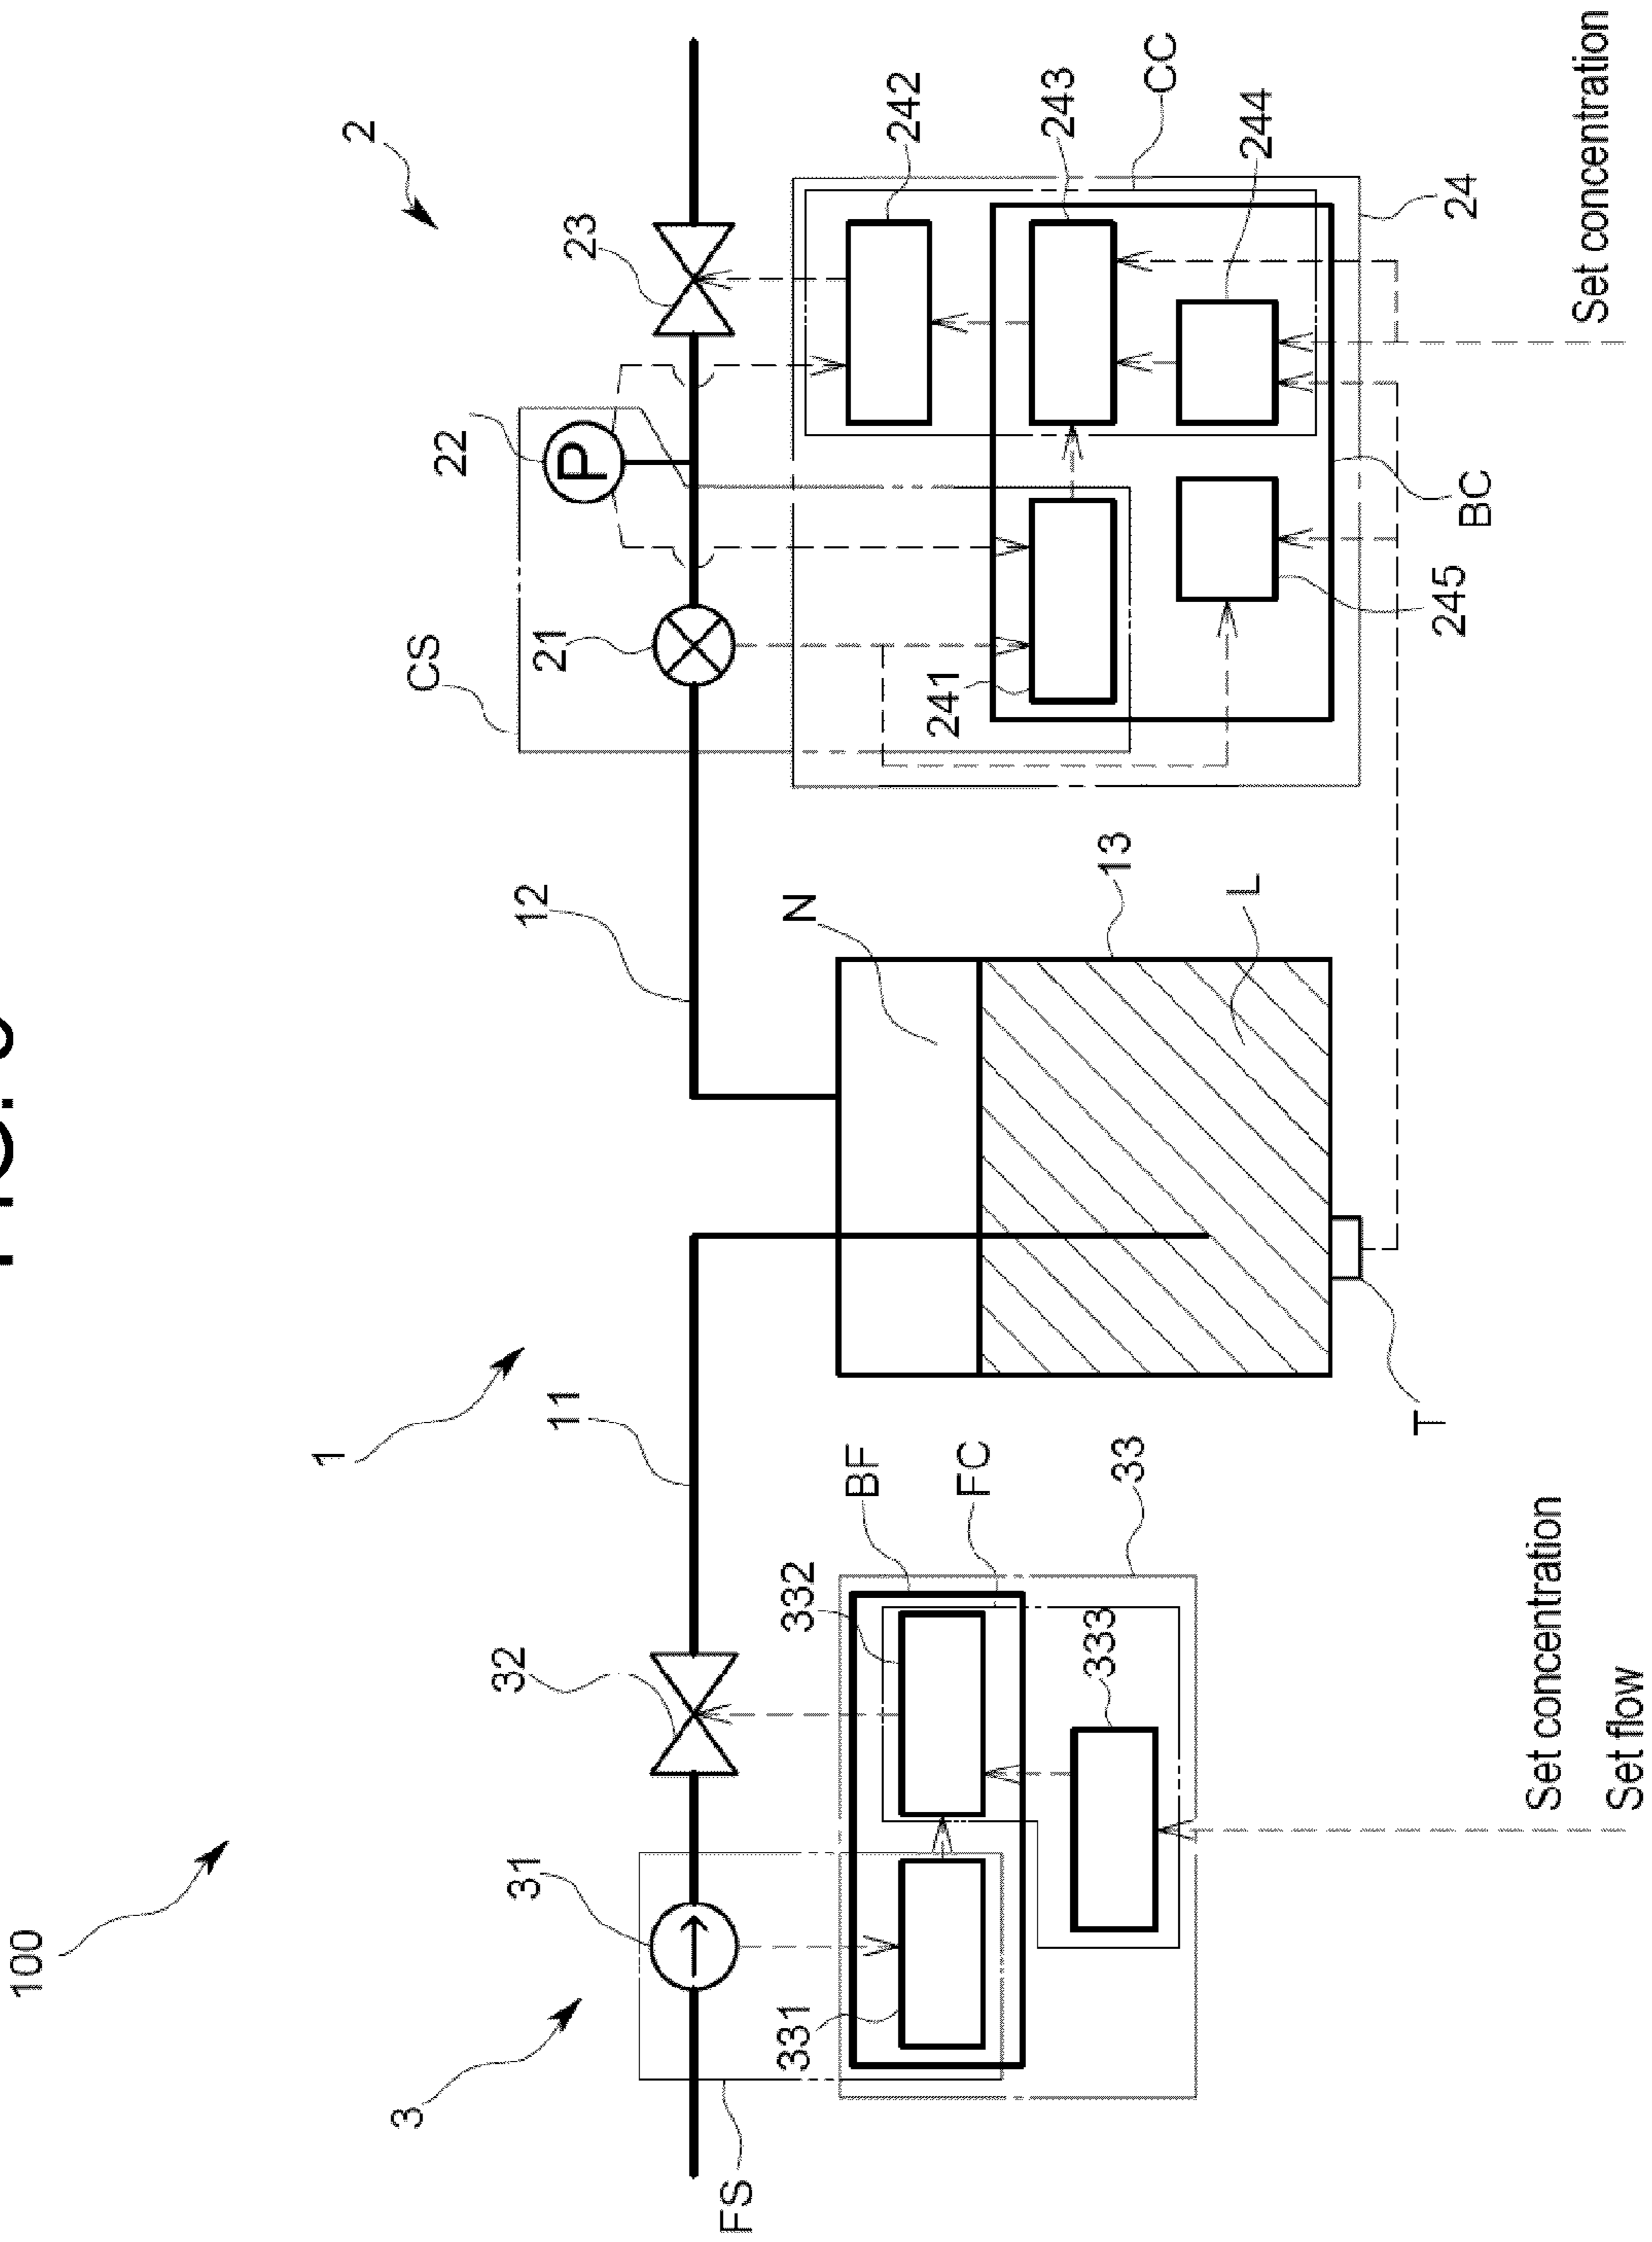 FIG.
100
1
2
3
CS
22
32
31
12
21
11
23
FS
331
332
N
BF
242
241
FC
243
333
13
33
CC
L
244
T
245
24
BC
Set concentration
Set flow
Set concentration